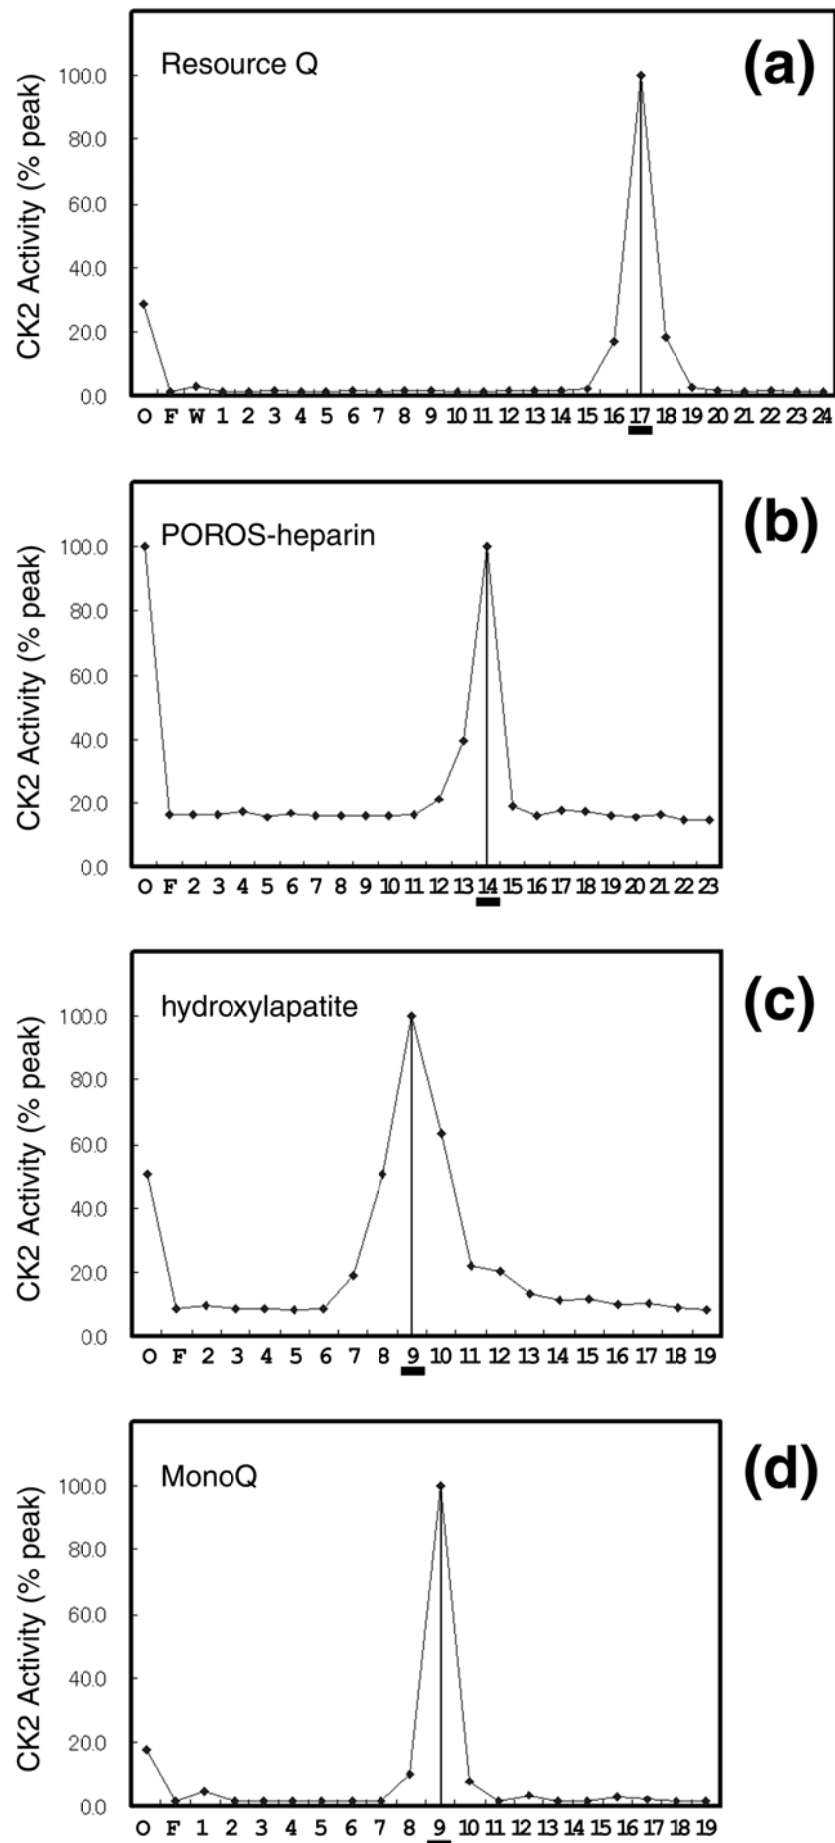 Resource Q
(a)
CK2 Activity (% peak)
100.0
80.0
60.0
40.0
20.0
0.0
O F W 1 2 3 4 5 6 7 8 9 10 11 12 13 14 15 16 17 18 19 20 21 22 23 24
POROS-heparin
(b)
CK2 Activity (% peak)
100.0
80.0
60.0
40.0
20.0
0.0
O F 2 3 4 5 6 7 8 9 10 11 12 13 14 15 16 17 18 19 20 21 22 23
hydroxylapatite
(c)
CK2 Activity (% peak)
100.0
80.0
60.0
40.0
20.0
0.0
O F 2 3 4 5 6 7 8 9 10 11 12 13 14 15 16 17 18 19
MonoQ
(d)
CK2 Activity (% peak)
100.0
80.0
60.0
40.0
20.0
0.0
O F 1 2 3 4 5 6 7 8 9 10 11 12 13 14 15 16 17 18 19